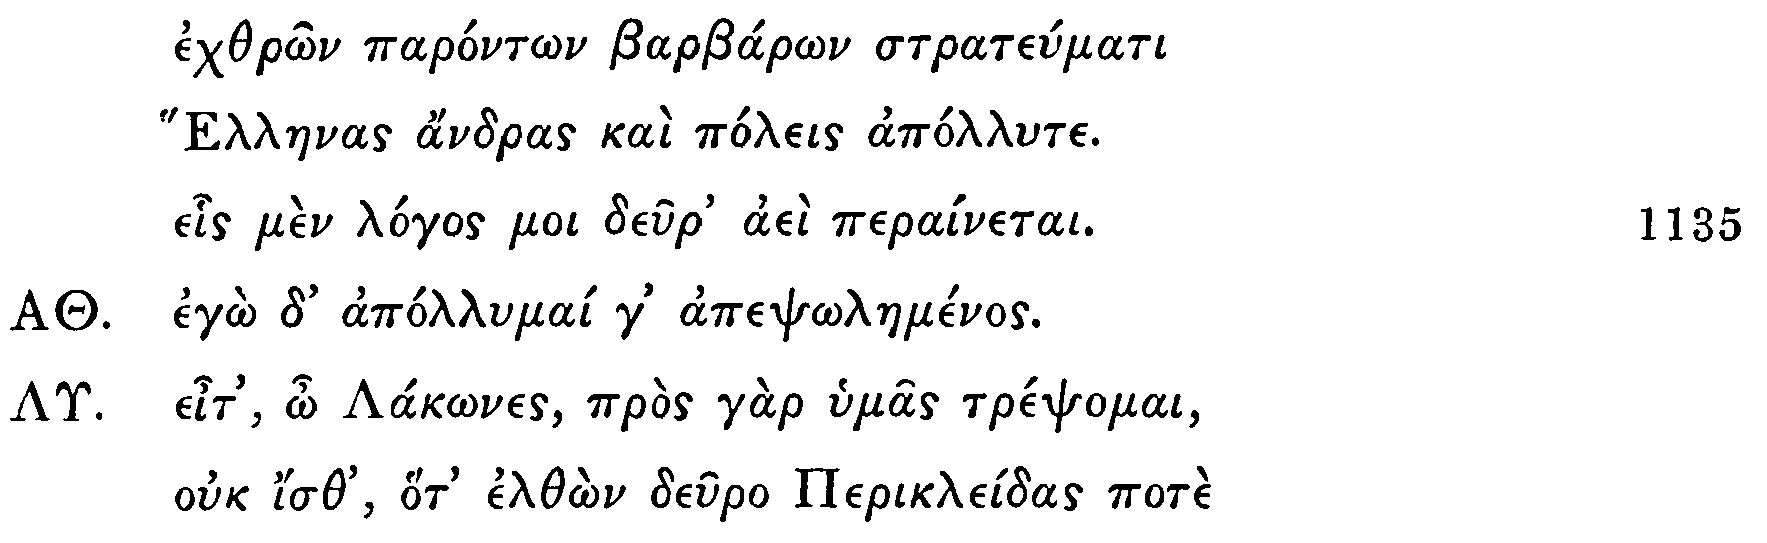 ἐχθρῶν παρόντων βαρβάρων στρατεύματι
Ἕλληνας ἄνδρας καὶ πόλεις ἀπόλλυτε.
εἷς μὲν λόγος μοι δεῦρ’ ἀεὶ περαίνεται. 1135
ΑΘ. ἐγὼ δ’ ἀπόλλυμαί γ’ ἀπεψωλημένος.
ΛΥ. εἶτ’, ὦ Λάκωνες, πρὸς γὰρ ὑμᾶς τρέψομαι,
οὐκ ἴσθ’, ὅτ’ ἐλθὼν δεῦρο Περικλείδας ποτὲ